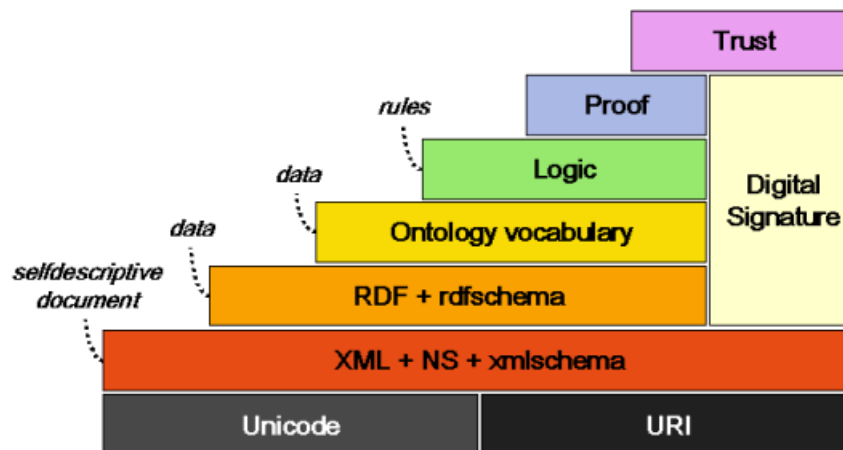 Trust
Proof
rules
Logic
Digital
Signature
data
Ontology vocabulary
data
RDF + rdfschema
selfdescriptive
document
XML + NS + xmlschema
Unicode
URI